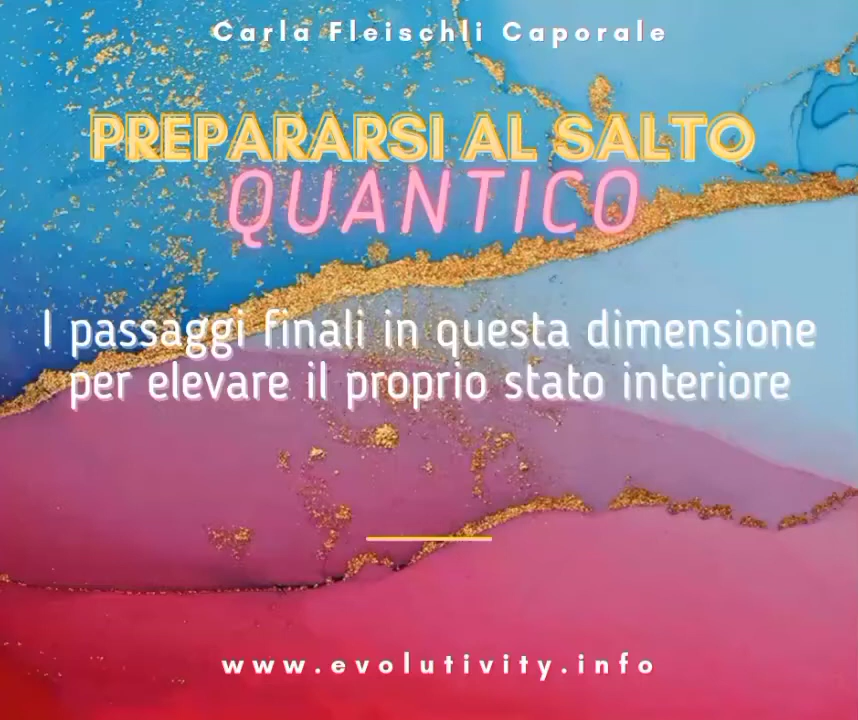 Carla Fleischli Caporale
PREPARARSI AL SALTO
QUANTICO
I passaggi finali in questa dimensione
per elevare il proprio stato interiore
www.evolutivity.info